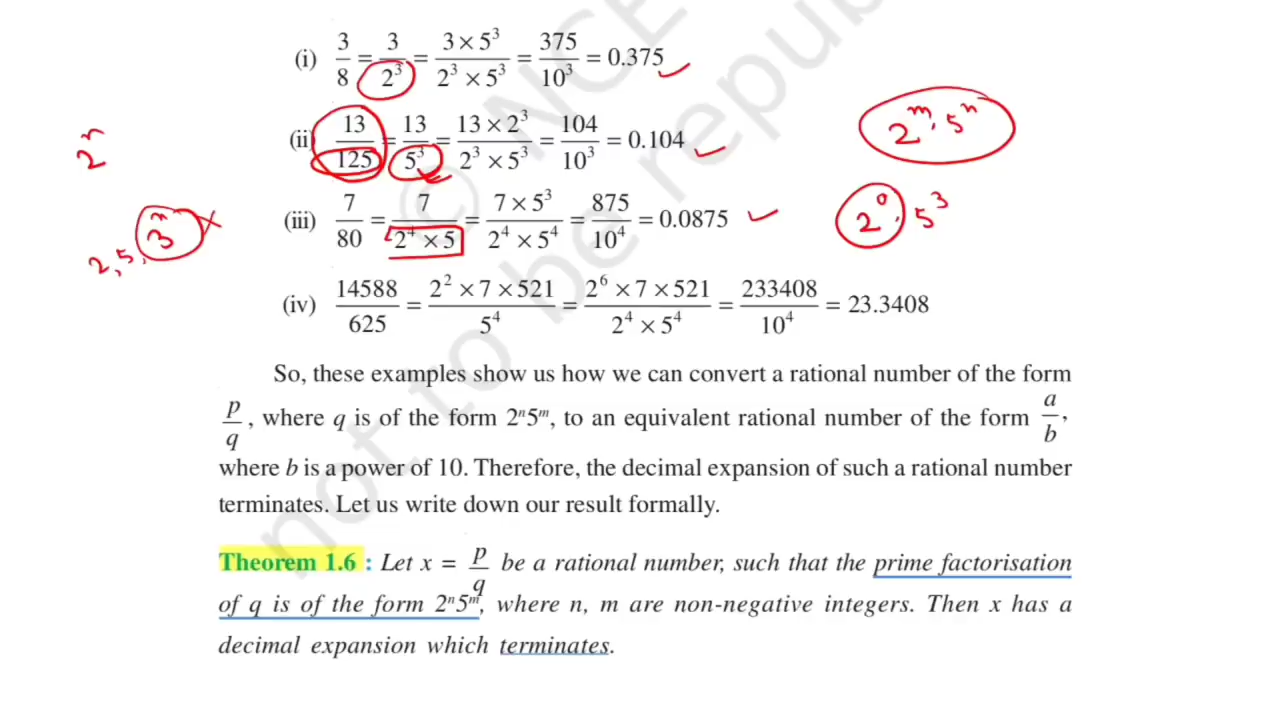 (i) 3/8 = 3/2³ = 3 × 5³/2³ × 5³ = 375/10³ = 0.375 ✓
2ᵐ · 5ⁿ
(ii) 13/125 = 13/5³ = 13 × 2³/2³ × 5³ = 104/10³ = 0.104 ✓
2ⁿ
(iii) 7/80 = 7/2⁴ × 5 = 7 × 5³/2⁴ × 5⁴ = 875/10⁴ = 0.0875 ✓
2⁰ · 5³
2, 5, 3ⁿ ×
(iv) 14588/625 = 2² × 7 × 521/5⁴ = 2⁶ × 7 × 521/2⁴ × 5⁴ = 233408/10⁴ = 23.3408
So, these examples show us how we can convert a rational number of the form
p/q, where q is of the form 2ⁿ5ᵐ, to an equivalent rational number of the form a/b,
where b is a power of 10. Therefore, the decimal expansion of such a rational number
terminates. Let us write down our result formally.
Theorem 1.6 : Let x = p/q be a rational number, such that the prime factorisation
of q is of the form 2ⁿ5ᵐ, where n, m are non-negative integers. Then x has a
decimal expansion which terminates.
© NCE
not to be repub